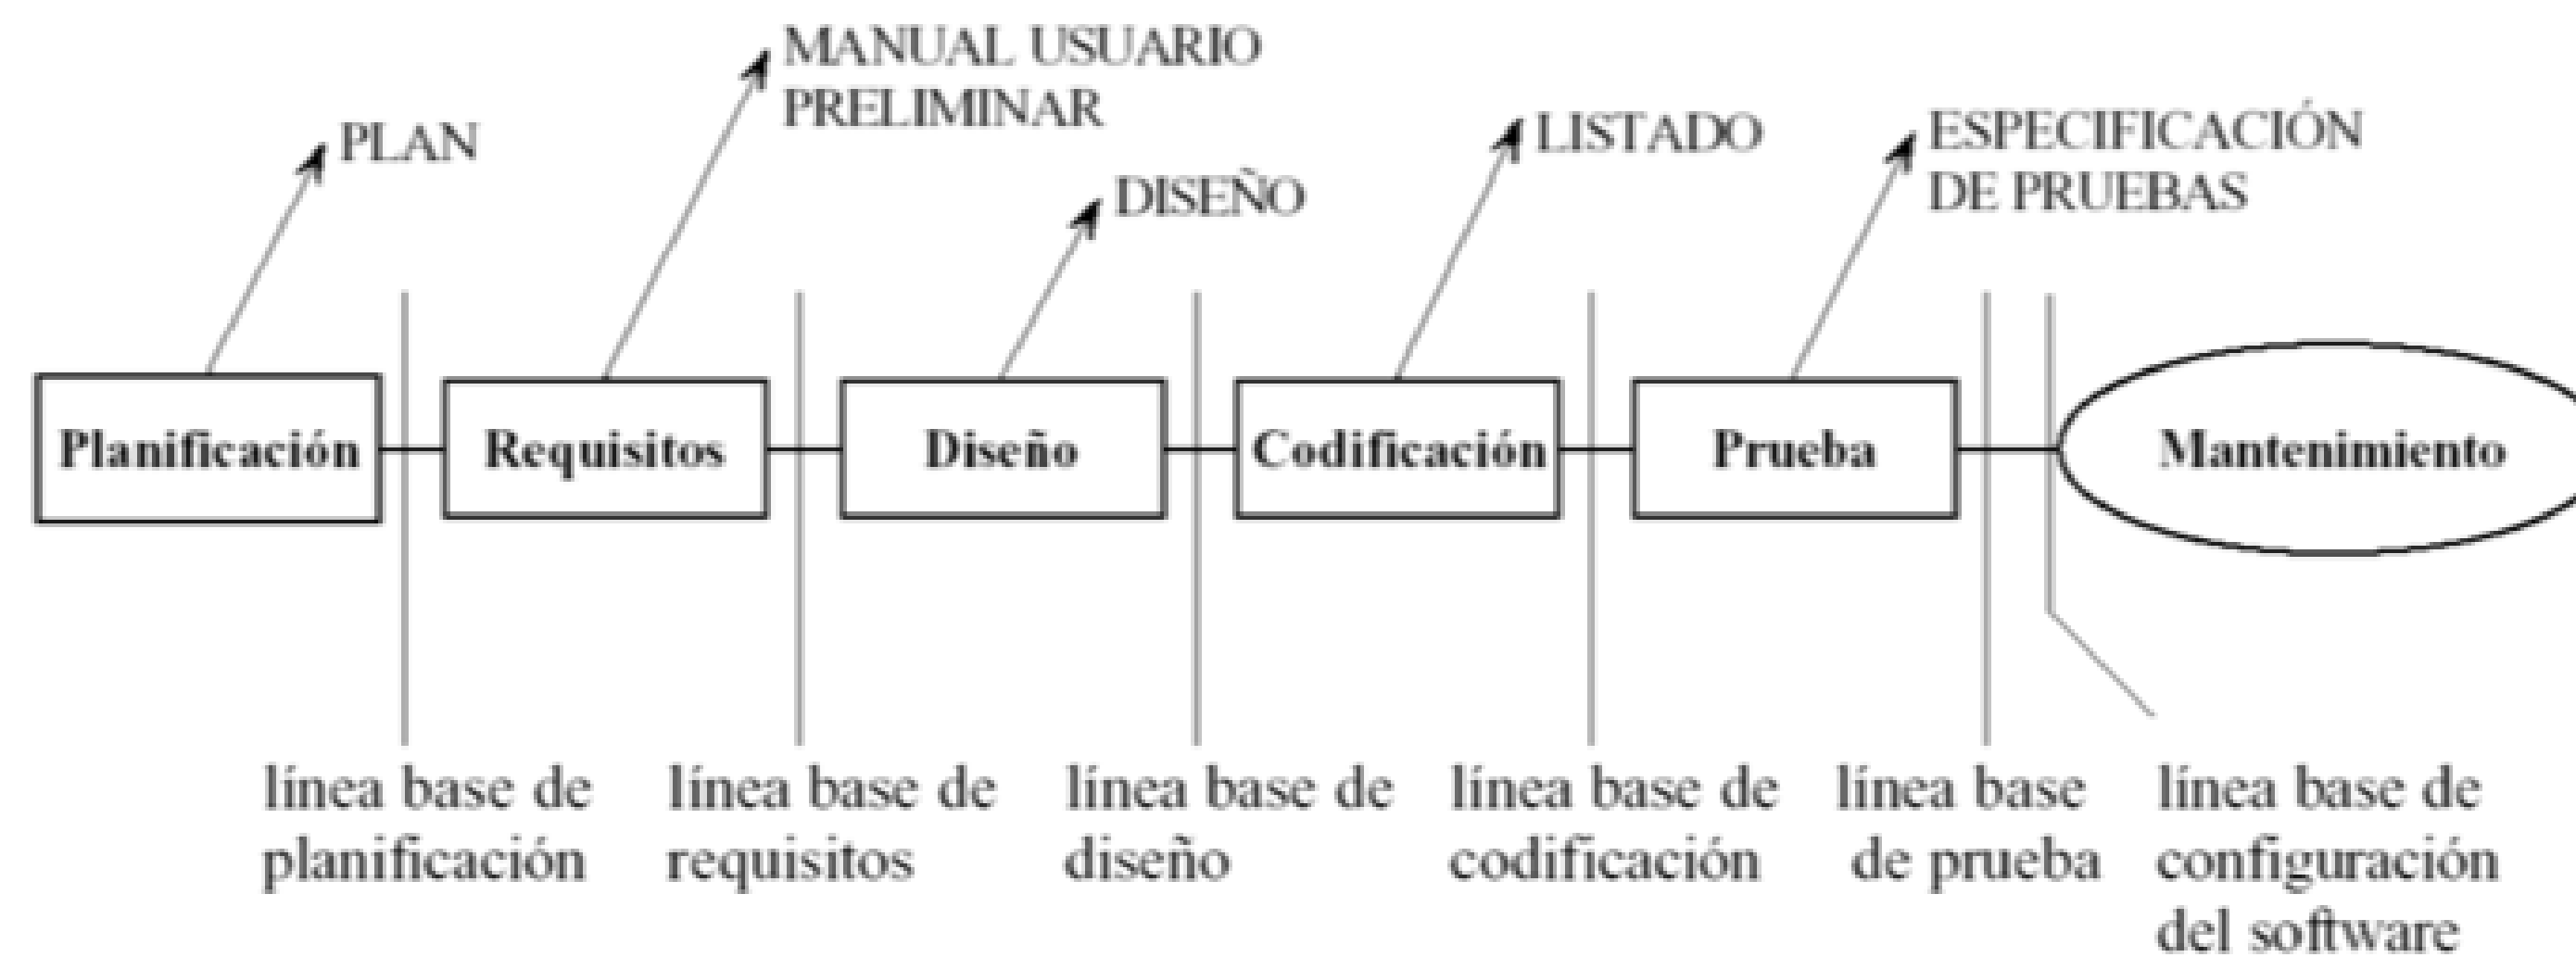 MANUAL USUARIO
PRELIMINAR
PLAN
LISTADO
ESPECIFICACIÓN
DE PRUEBAS
DISEÑO
Planificación
Requisitos
Diseño
Codificación
Prueba
Mantenimiento
línea base de
planificación
línea base de
requisitos
línea base de
diseño
línea base de
codificación
línea base
de prueba
línea base de
configuración
del software